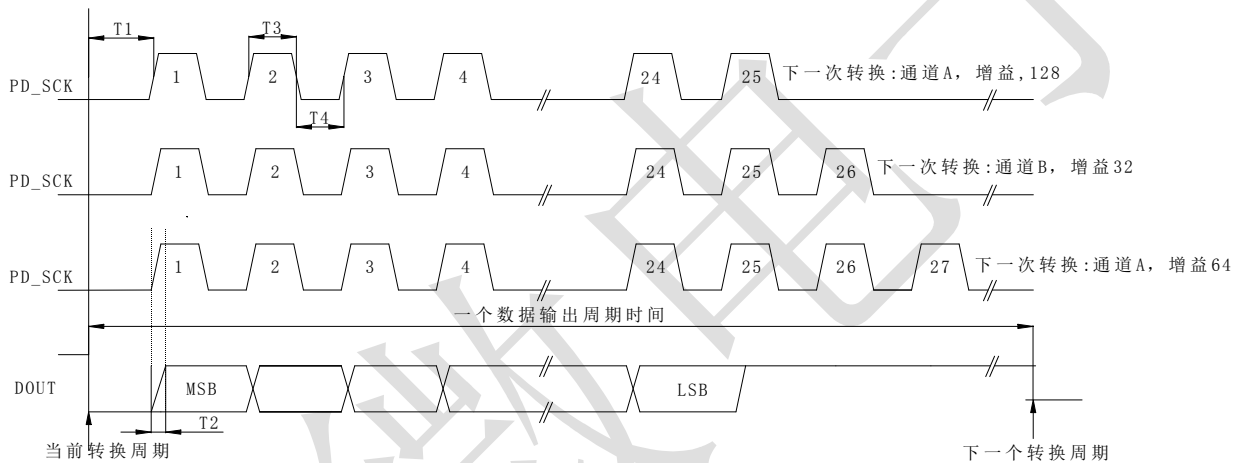 T1
T3
PD_SCK 1 2 3 4 24 25 下一次转换:通道A，增益,128
T4
PD_SCK 1 2 3 4 24 25 26 下一次转换:通道B，增益32
PD_SCK 1 2 3 4 24 25 26 27 下一次转换:通道A，增益64
一个数据输出周期时间
DOUT MSB LSB
T2
当前转换周期 下一个转换周期